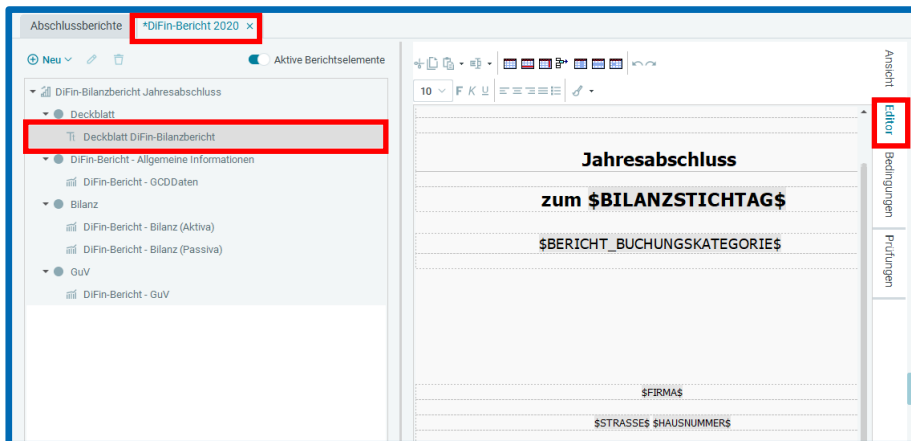 Abschlussberichte *DiFin-Bericht 2020 ×
Neu Aktive Berichtselemente
DiFin-Bilanzbericht Jahresabschluss
Deckblatt
Deckblatt DiFin-Bilanzbericht
DiFin-Bericht - Allgemeine Informationen
DiFin-Bericht - GCDDaten
Bilanz
DiFin-Bericht - Bilanz (Aktiva)
DiFin-Bericht - Bilanz (Passiva)
GuV
DiFin-Bericht - GuV
10 F K U
Jahresabschluss
zum $BILANZSTICHTAG$
$BERICHT_BUCHUNGSKATEGORIE$
$FIRMA$
$STRASSE$ $HAUSNUMMER$
Ansicht
Editor
Bedingungen
Prüfungen